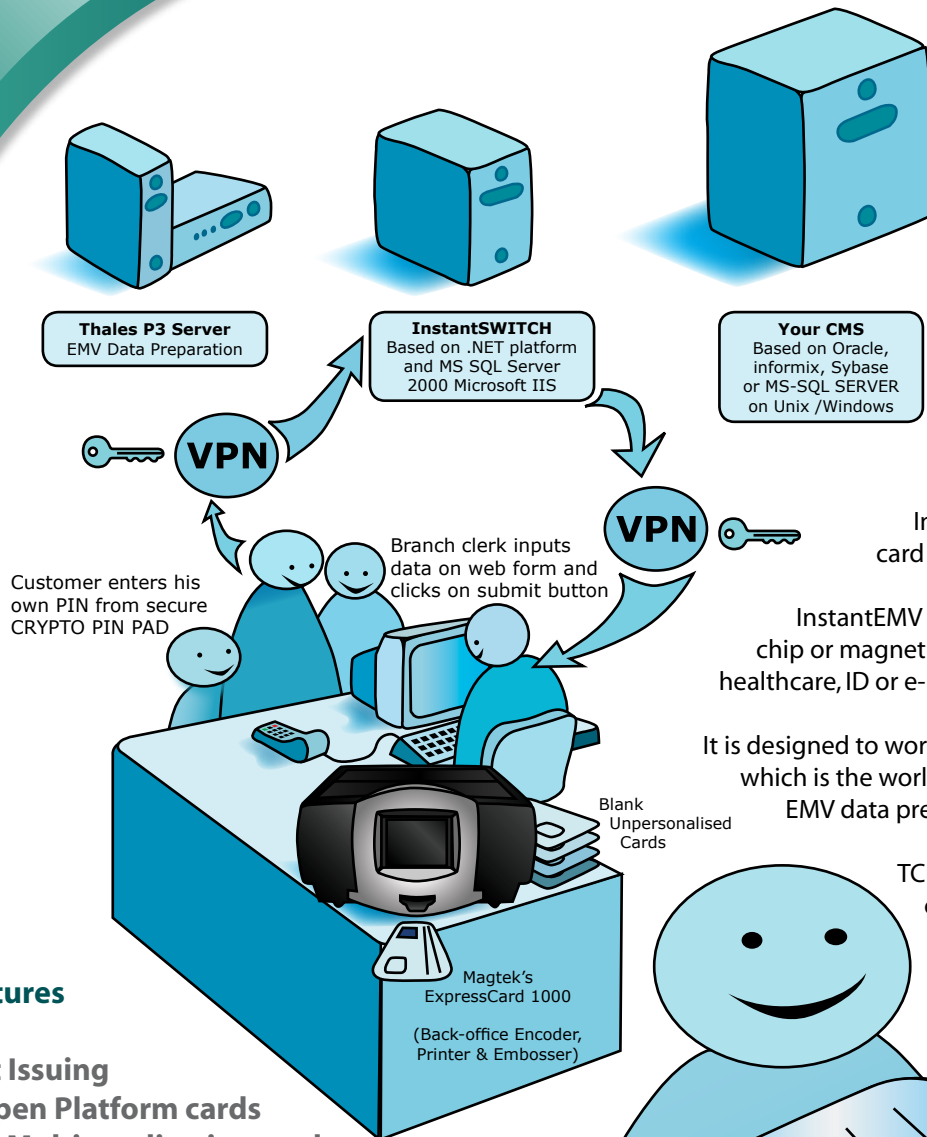 Thales P3 Server
EMV Data Preparation
InstantSWITCH
Based on .NET platform
and MS SQL Server
2000 Microsoft IIS
Your CMS
Based on Oracle,
informix, Sybase
or MS-SQL SERVER
on Unix /Windows
VPN
VPN
Customer enters his
own PIN from secure
CRYPTO PIN PAD
Branch clerk inputs
data on web form and
clicks on submit button
card
InstantEMV
chip or magnet
healthcare, ID or e-
It is designed to wor
which is the worl
EMV data pre
TC
Blank
Unpersonalised
Cards
Magtek's
ExpressCard 1000
(Back-office Encoder,
Printer & Embosser)
tures
Issuing
pen Platform cards